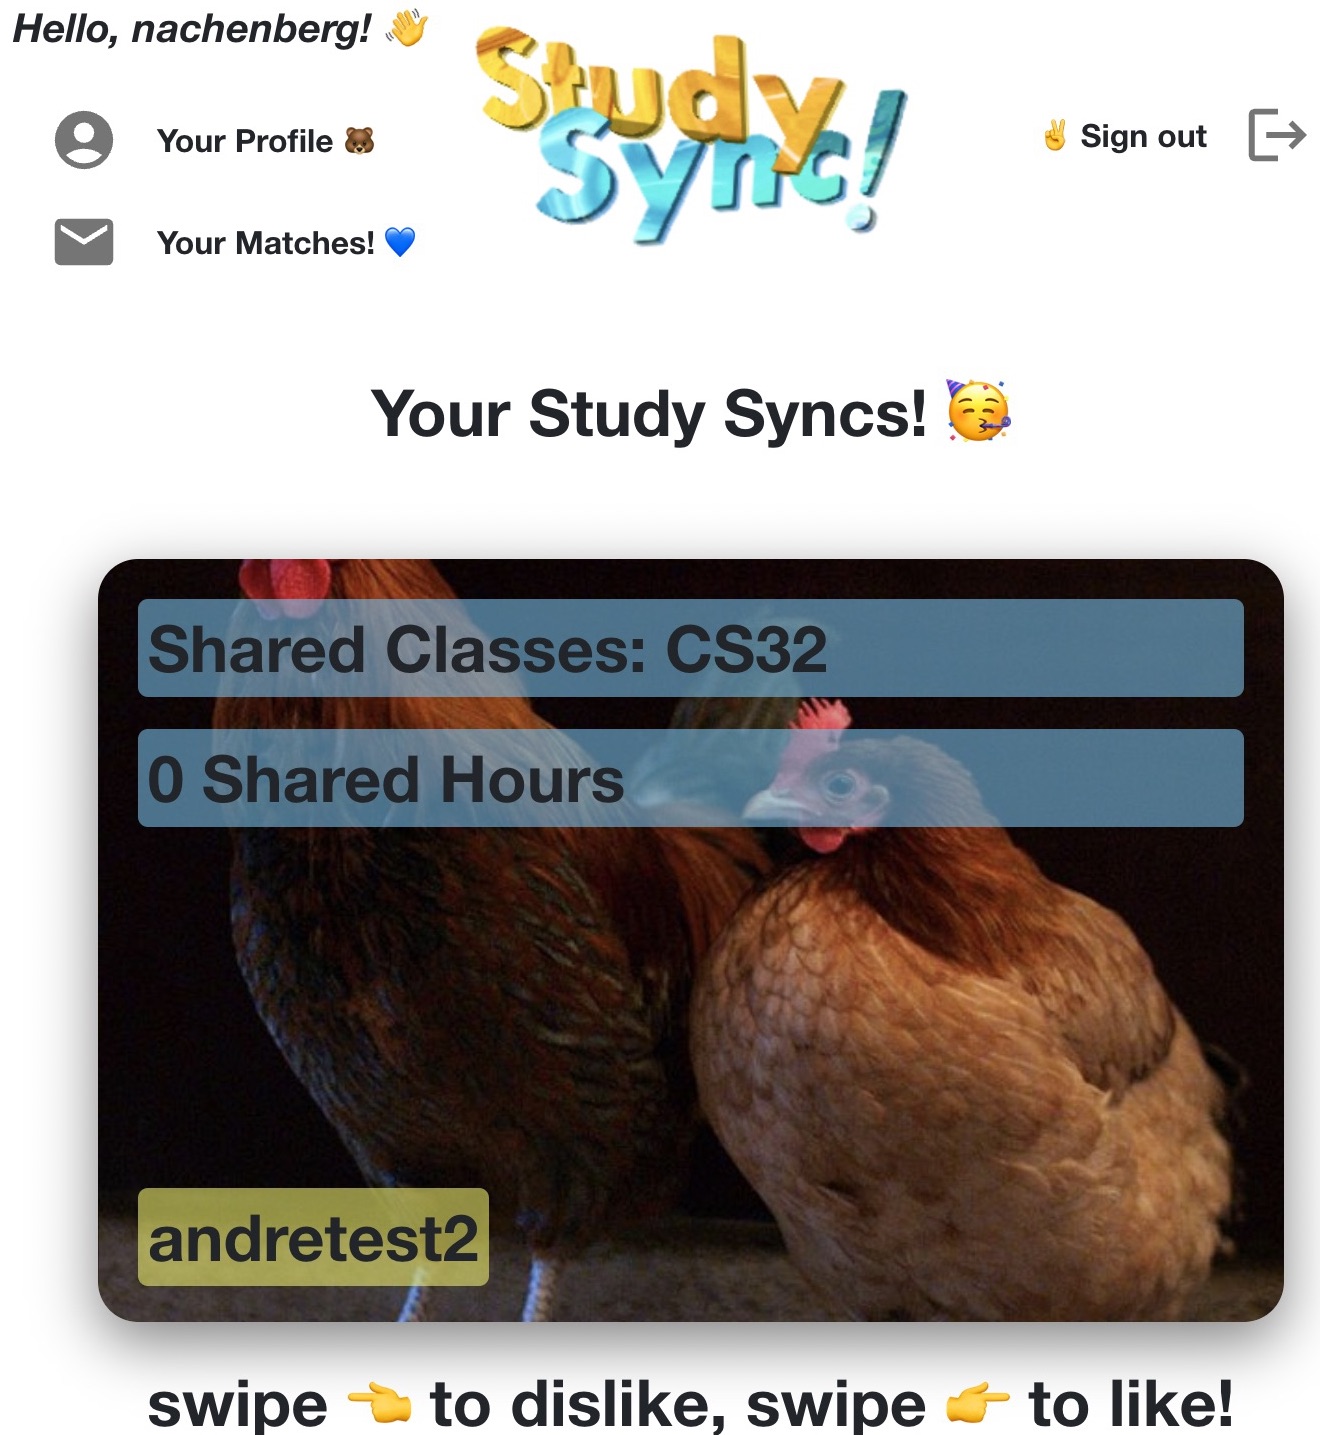 Hello, nachenberg! 👋
Study
Sync!
Your Profile 🐻
✌️ Sign out
Your Matches! 💙
Your Study Syncs! 🥳
Shared Classes: CS32
0 Shared Hours
andretest2
swipe 👈 to dislike, swipe 👉 to like!